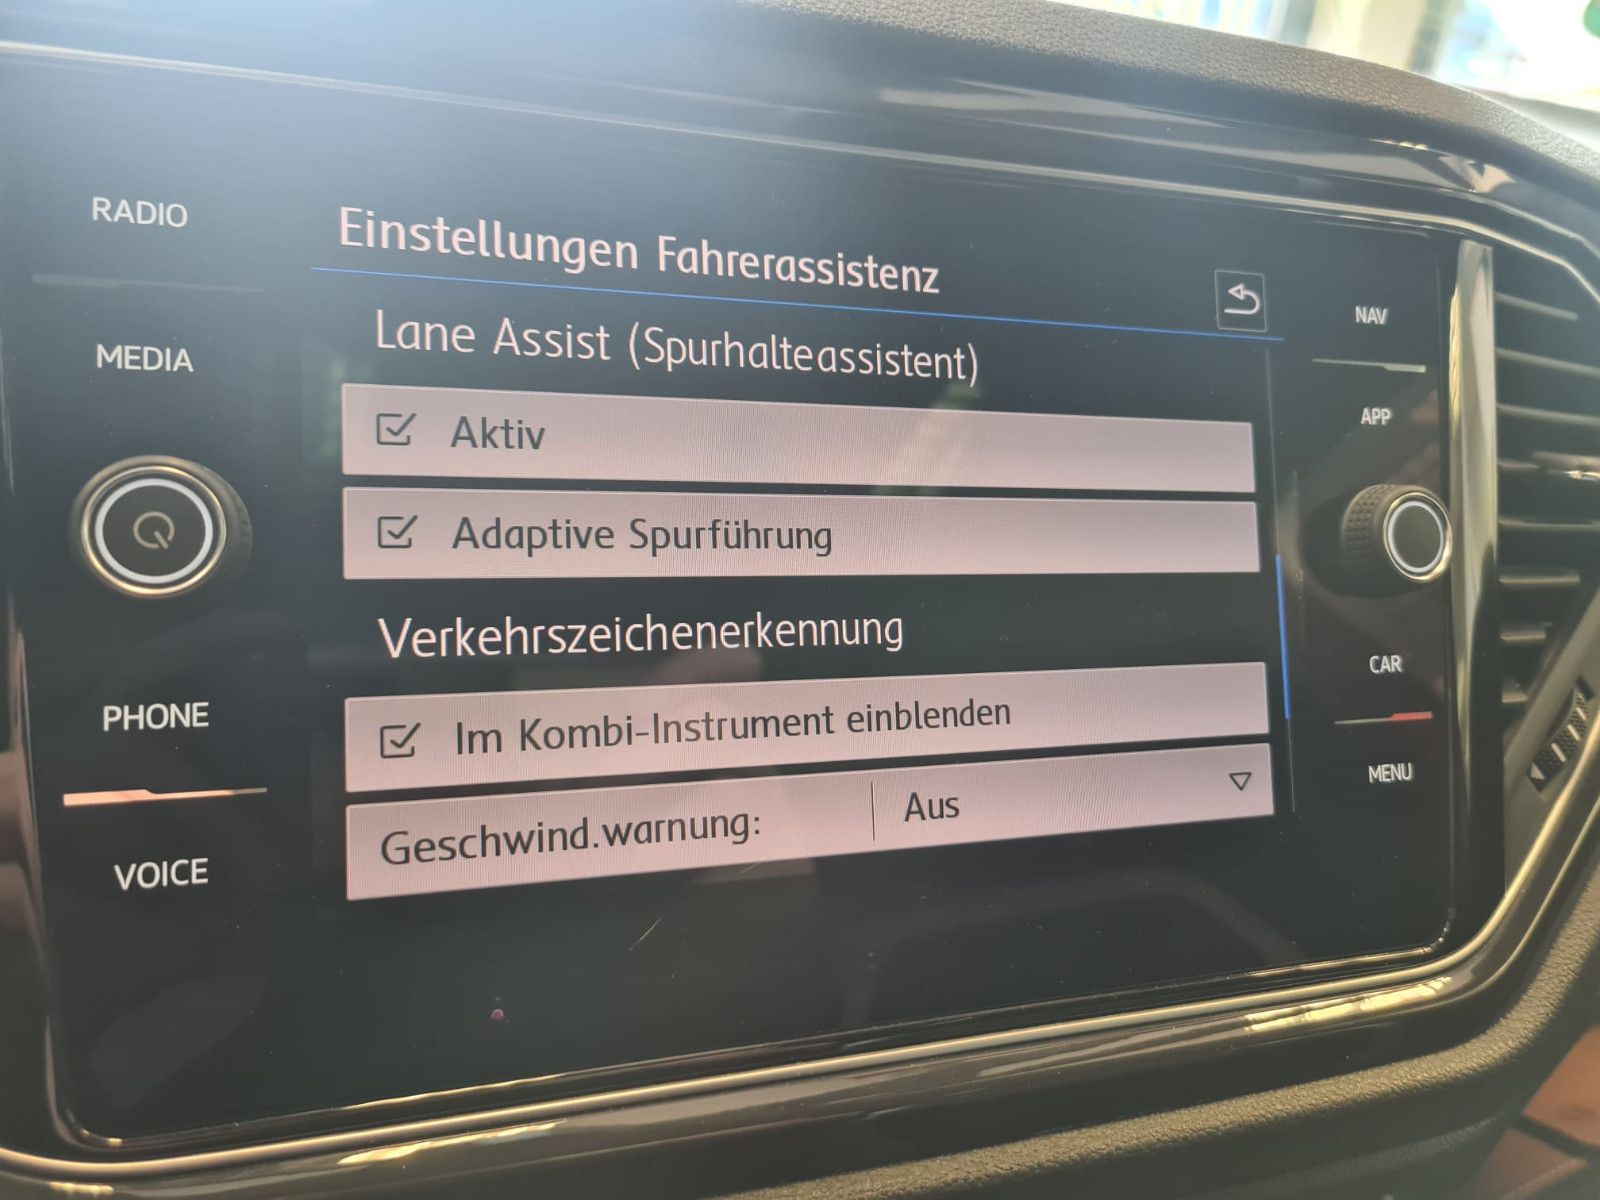 RADIO
MEDIA
PHONE
VOICE
Einstellungen Fahrerassistenz
Lane Assist (Spurhalteassistent)
Aktiv
Adaptive Spurführung
Verkehrszeichenerkennung
Im Kombi-Instrument einblenden
Geschwind.warnung: Aus
NAV
APP
CAR
MENU